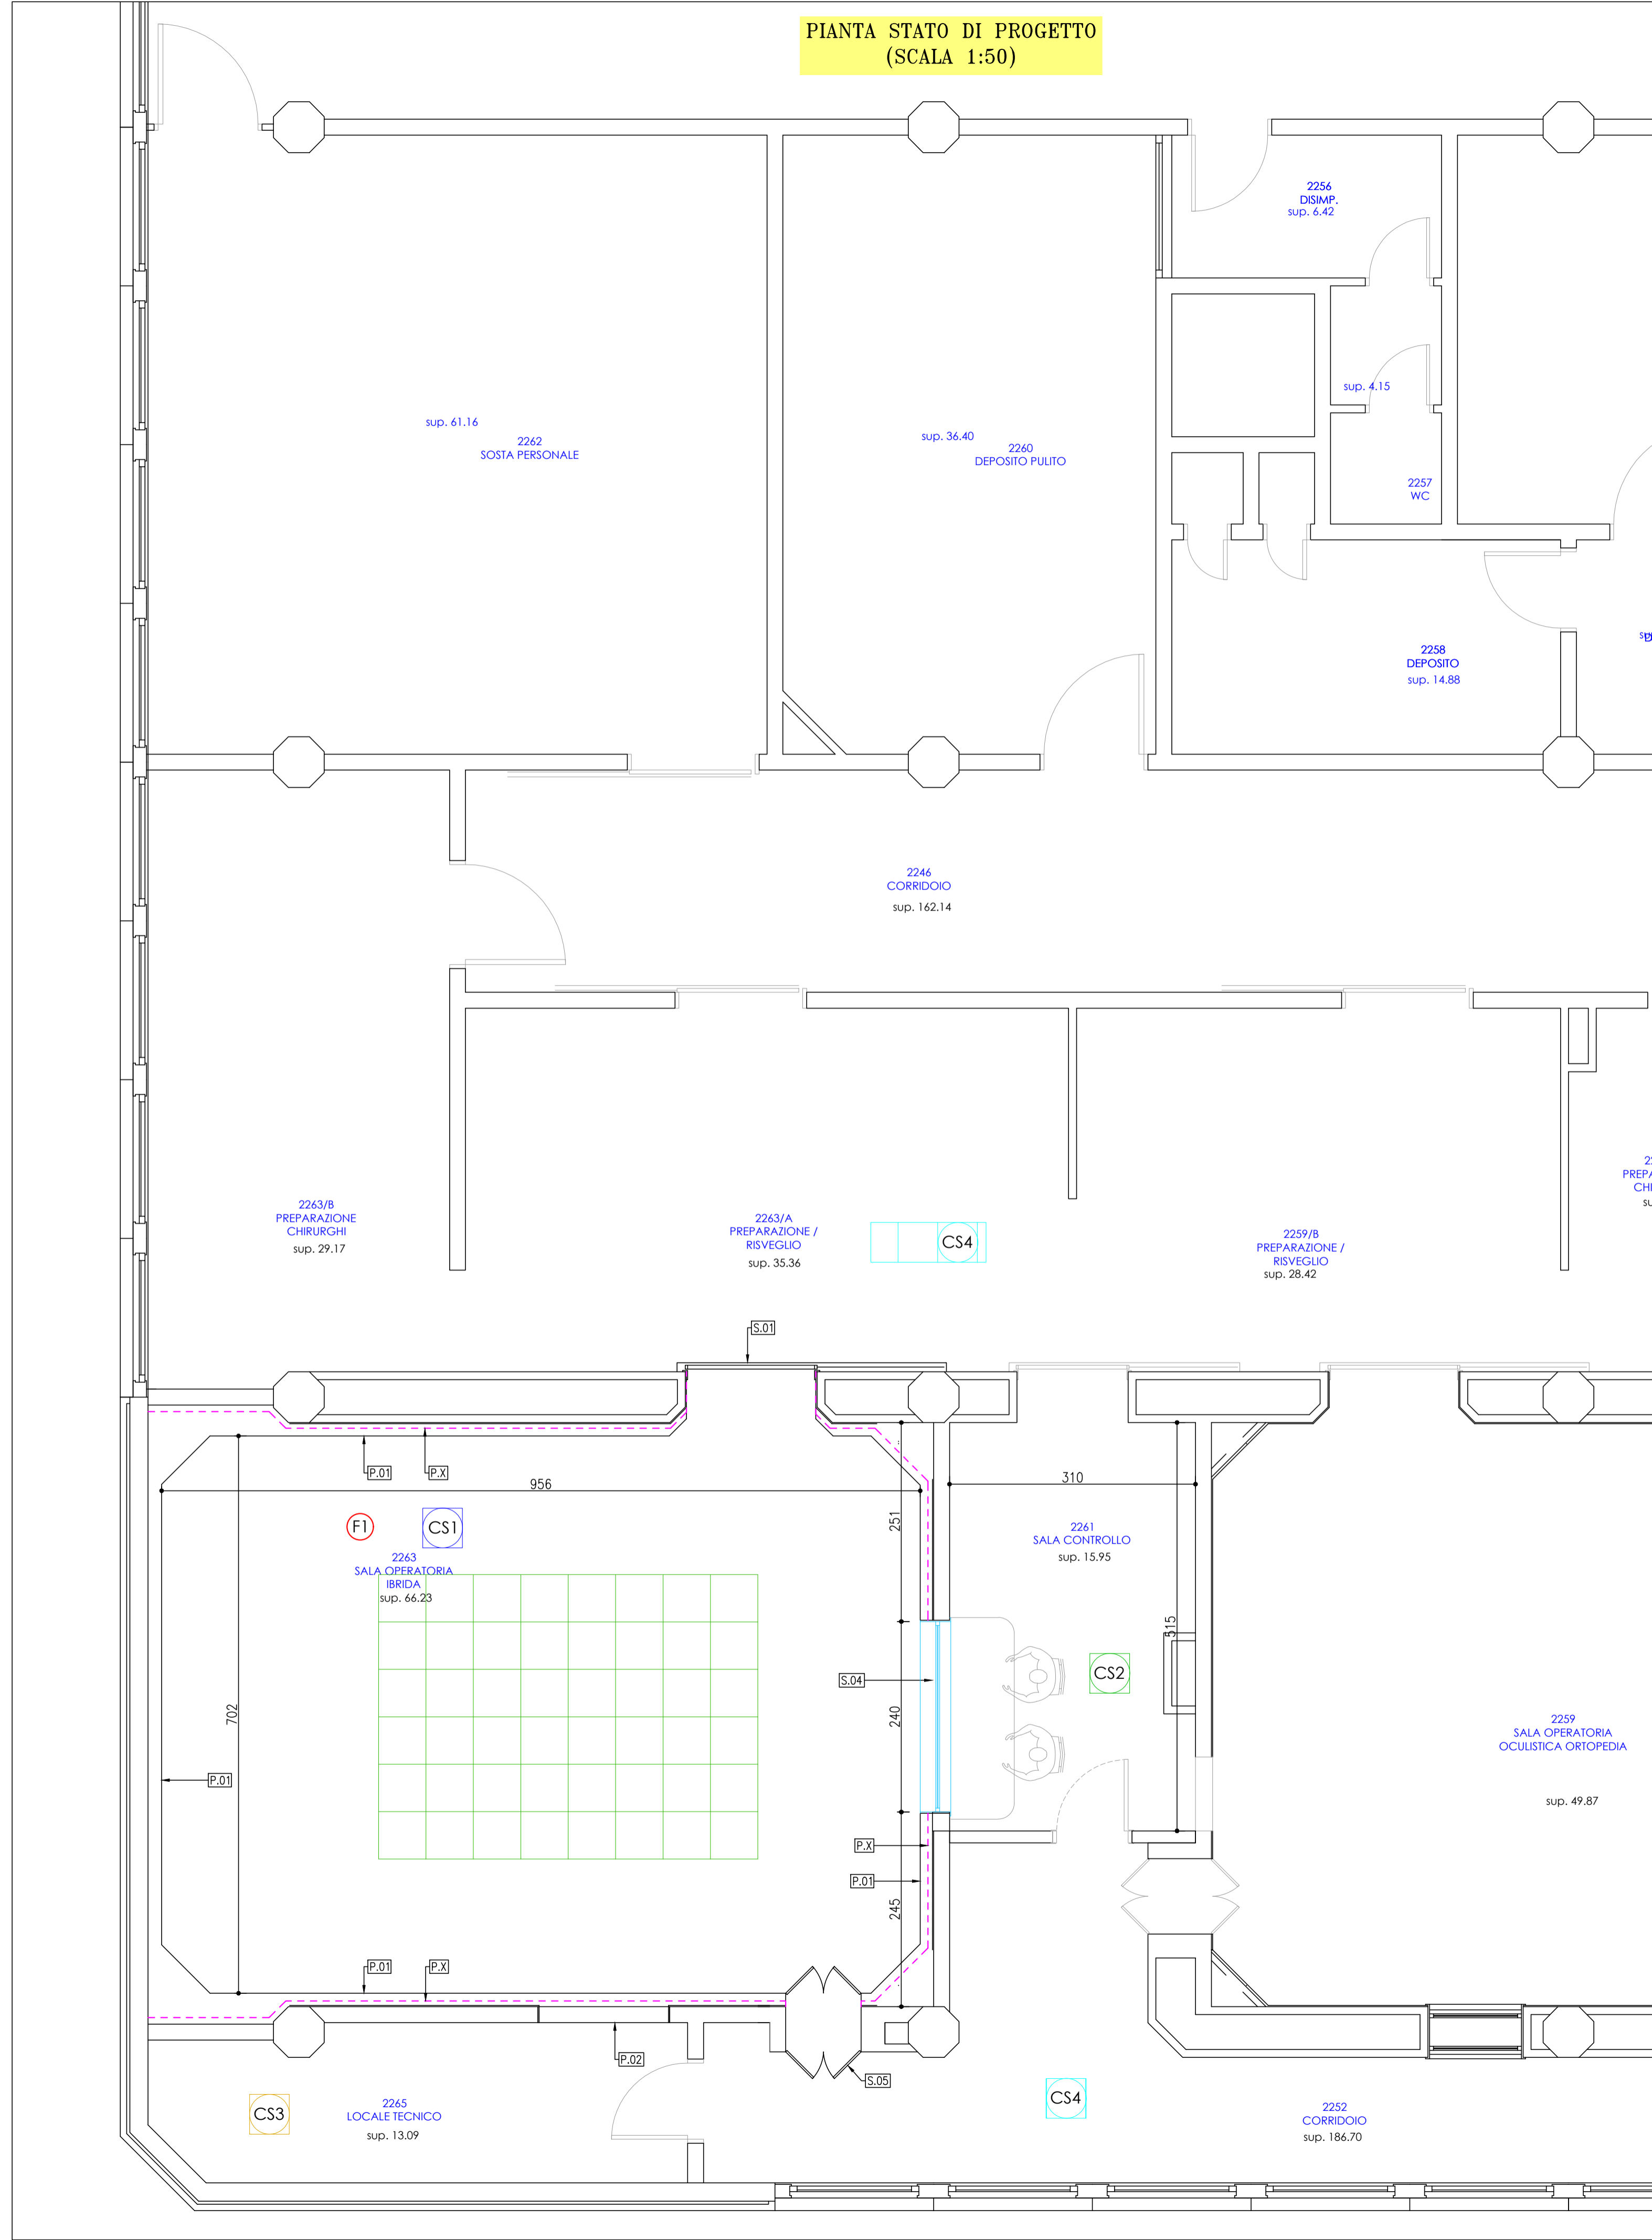 PIANTA STATO DI PROGETTO
(SCALA 1:50)
2256
DISIMP.
sup. 6.42
sup. 4.15
sup. 61.16
2262
SOSTA PERSONALE
sup. 36.40
2260
DEPOSITO PULITO
2257
WC
2258
DEPOSITO
sup. 14.88
2246
CORRIDOIO
sup. 162.14
2263/B
PREPARAZIONE
CHIRURGHI
sup. 29.17
2263/A
PREPARAZIONE /
RISVEGLIO
sup. 35.36
CS4
2259/B
PREPARAZIONE /
RISVEGLIO
sup. 28.42
S.01
P.01
P.X
956
310
251
F1
CS1
2263
SALA OPERATORIA
IBRIDA
sup. 66.23
2261
SALA CONTROLLO
sup. 15.95
515
S.04
CS2
702
240
2259
SALA OPERATORIA
OCULISTICA ORTOPEDIA
sup. 49.87
P.01
P.X
P.01
245
P.01
P.X
P.02
S.05
CS3
2265
LOCALE TECNICO
sup. 13.09
CS4
2252
CORRIDOIO
sup. 186.70